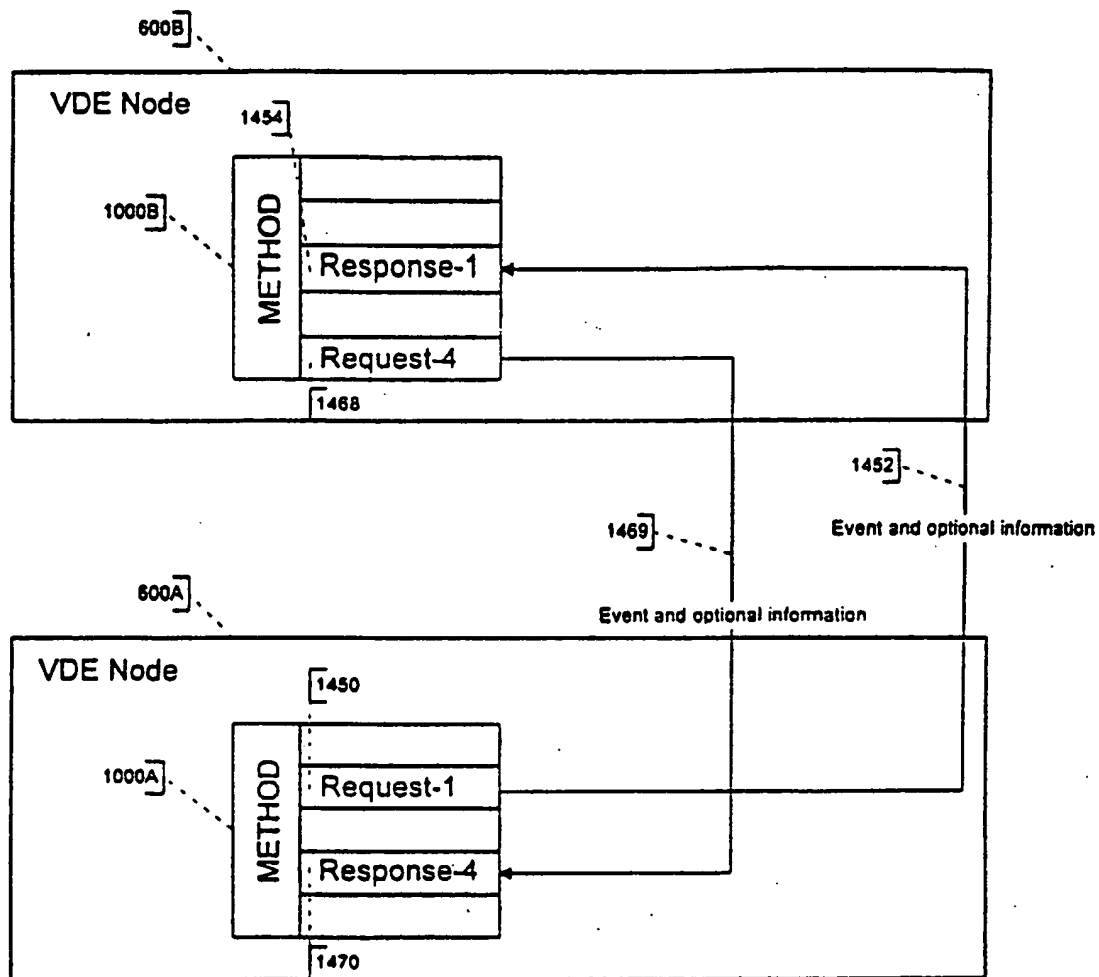 600B
VDE Node
1454
1000B
METHOD
Response-1
Request-4
1468
1452
Event and optional information
1469
600A
Event and optional information
VDE Node
1450
1000A
METHOD
Request-1
Response-4
1470